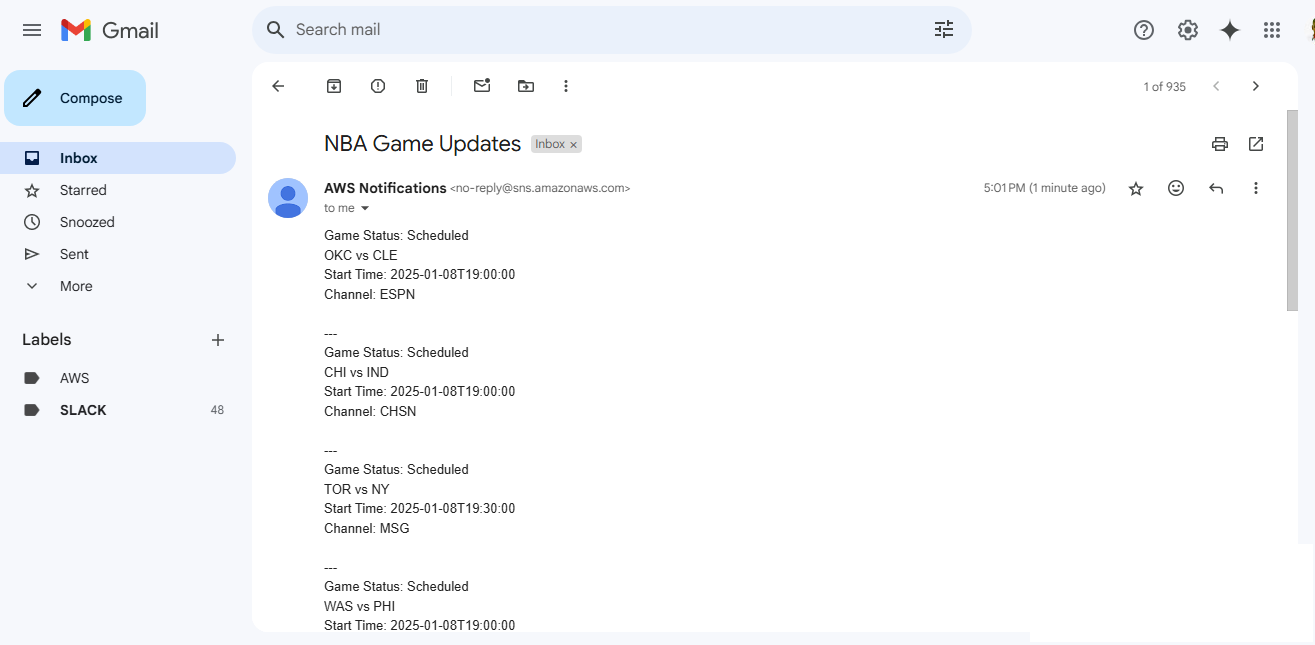 Gmail
Search mail
Compose
Inbox
Starred
Snoozed
Sent
More
Labels
AWS
SLACK 48
1 of 935
NBA Game Updates Inbox ×
AWS Notifications <no-reply@sns.amazonaws.com> 5:01 PM (1 minute ago)
to me
Game Status: Scheduled
OKC vs CLE
Start Time: 2025-01-08T19:00:00
Channel: ESPN
---
Game Status: Scheduled
CHI vs IND
Start Time: 2025-01-08T19:00:00
Channel: CHSN
---
Game Status: Scheduled
TOR vs NY
Start Time: 2025-01-08T19:30:00
Channel: MSG
---
Game Status: Scheduled
WAS vs PHI
Start Time: 2025-01-08T19:00:00